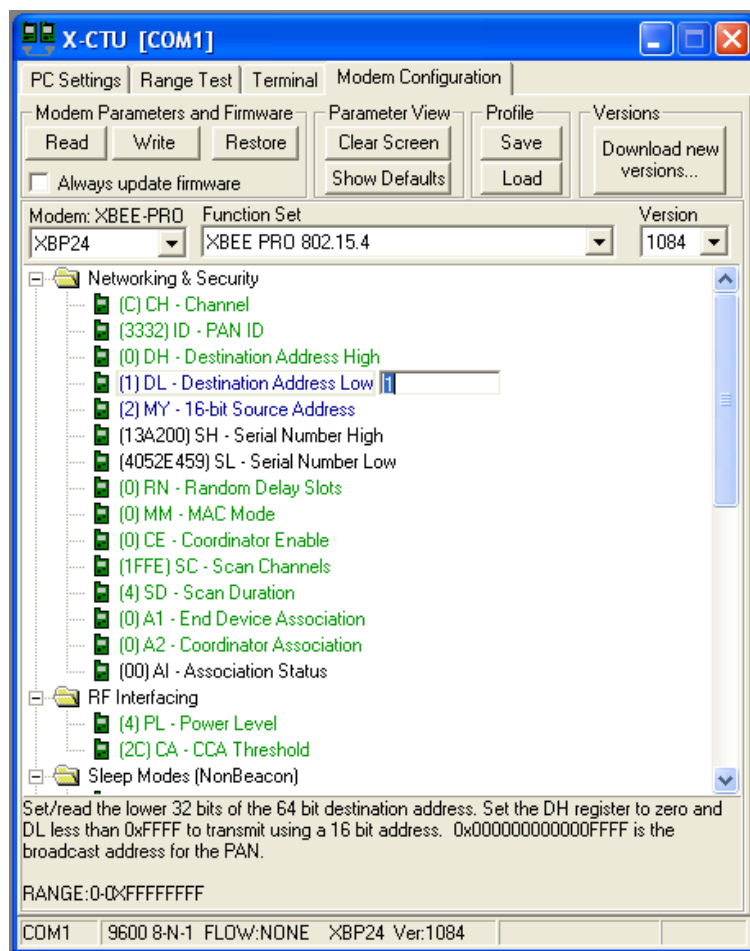 X-CTU [COM1]
PC Settings Range Test Terminal Modem Configuration
Modem Parameters and Firmware Parameter View Profile Versions
Read Write Restore Clear Screen Save Download new versions...
Always update firmware Show Defaults Load
Modem: XBEE-PRO Function Set Version
XBP24 XBEE PRO 802.15.4 1084
Networking & Security
(C) CH - Channel
(3332) ID - PAN ID
(0) DH - Destination Address High
(1) DL - Destination Address Low 1
(2) MY - 16-bit Source Address
(13A200) SH - Serial Number High
(4052E459) SL - Serial Number Low
(0) RN - Random Delay Slots
(0) MM - MAC Mode
(0) CE - Coordinator Enable
(1FFE) SC - Scan Channels
(4) SD - Scan Duration
(0) A1 - End Device Association
(0) A2 - Coordinator Association
(00) AI - Association Status
RF Interfacing
(4) PL - Power Level
(2C) CA - CCA Threshold
Sleep Modes (NonBeacon)
Set/read the lower 32 bits of the 64 bit destination address. Set the DH register to zero and
DL less than 0xFFFF to transmit using a 16 bit address. 0x000000000000FFFF is the
broadcast address for the PAN.
RANGE:0-0XFFFFFFFF
COM1 9600 8-N-1 FLOW:NONE XBP24 Ver:1084